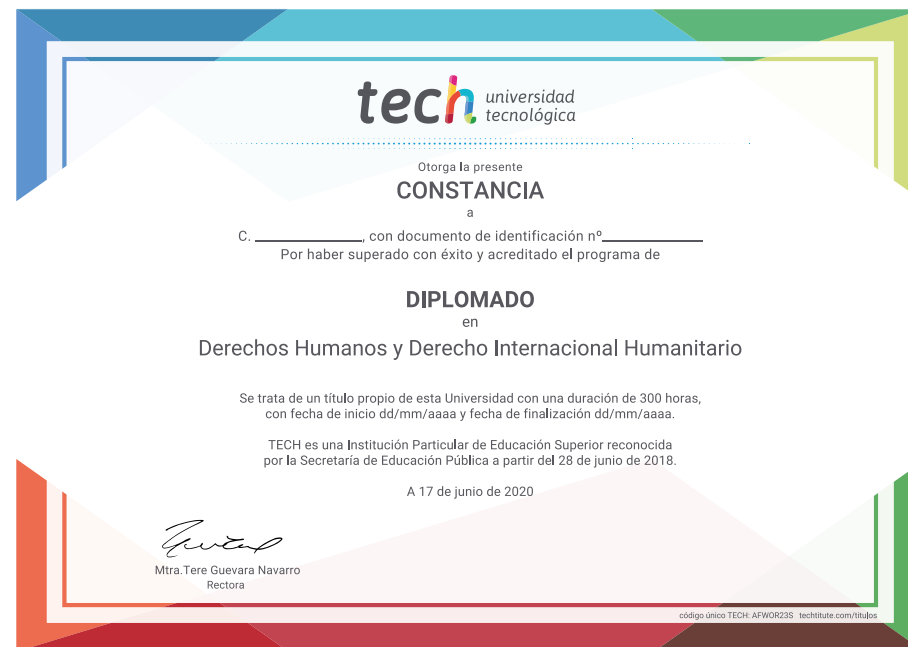 tech universidad
tecnológica
Otorga la presente
CONSTANCIA
a
C. ____________, con documento de identificación nº____________
Por haber superado con éxito y acreditado el programa de
DIPLOMADO
en
Derechos Humanos y Derecho Internacional Humanitario
Se trata de un título propio de esta Universidad con una duración de 300 horas,
con fecha de inicio dd/mm/aaaa y fecha de finalización dd/mm/aaaa.
TECH es una Institución Particular de Educación Superior reconocida
por la Secretaría de Educación Pública a partir del 28 de junio de 2018.
A 17 de junio de 2020
Mtra.Tere Guevara Navarro
Rectora
código único TECH: AFWOR23S techtitute.com/titulos